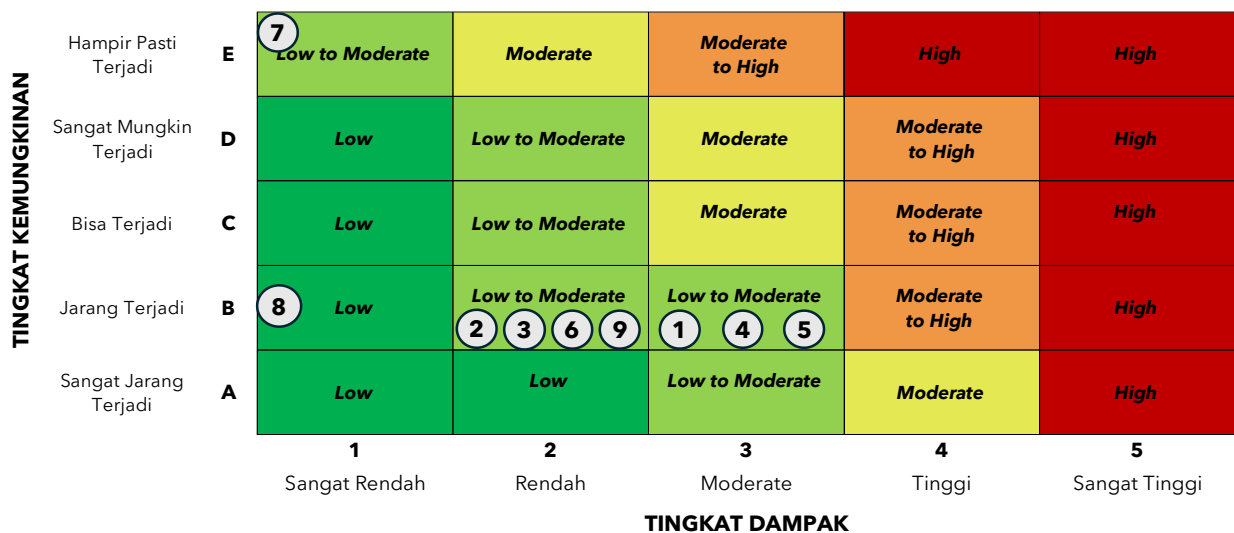 TINGKAT KEMUNGKINAN
Hampir Pasti
Terjadi
E
7
Low to Moderate
Moderate
Moderate
to High
High
High
Sangat Mungkin
Terjadi
D
Low
Low to Moderate
Moderate
Moderate
to High
High
Bisa Terjadi
C
Low
Low to Moderate
Moderate
Moderate
to High
High
Jarang Terjadi
B
8
Low
Low to Moderate
2 3 6 9
Low to Moderate
1 4 5
Moderate
to High
High
Sangat Jarang
Terjadi
A
Low
Low
Low to Moderate
Moderate
High
1 2 3 4 5
Sangat Rendah Rendah Moderate Tinggi Sangat Tinggi
TINGKAT DAMPAK